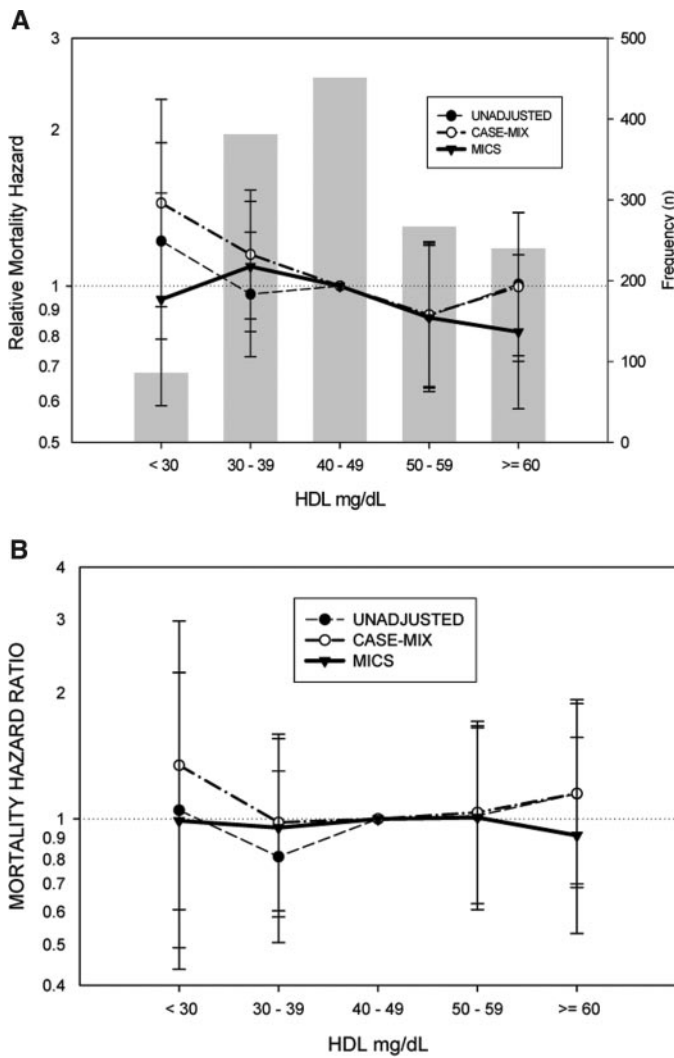 A
3
2
1
0.9
0.8
0.7
0.6
0.5
Relative Mortality Hazard
500
400
300
200
100
0
Frequency (n)
UNADJUSTED
CASE-MIX
MICS
< 30
30 - 39
40 - 49
50 - 59
>= 60
HDL mg/dL
B
4
3
2
1
0.9
0.8
0.7
0.6
0.5
0.4
MORTALITY HAZARD RATIO
UNADJUSTED
CASE-MIX
MICS
< 30
30 - 39
40 - 49
50 - 59
>= 60
HDL mg/dL